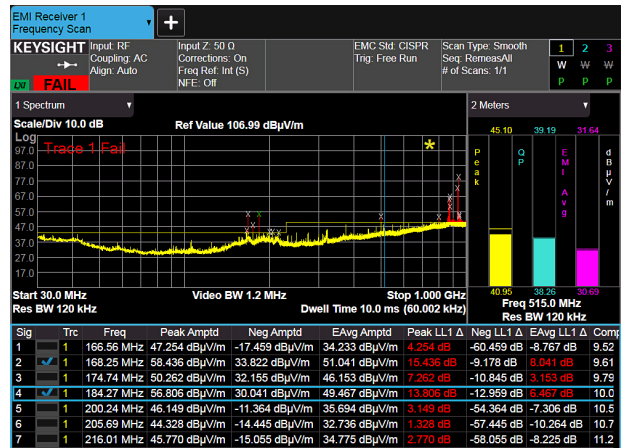 EMI Receiver 1
Frequency Scan
KEYSIGHT
LXI
FAIL
Input: RF
Coupling: AC
Align: Auto
Input Z: 50 Ω
Corrections: On
Freq Ref: Int (S)
NFE: Off
EMC Std: CISPR
Trig: Free Run
Scan Type: Smooth
Seq: RemeasAll
# of Scans: 1/1
1 2 3
W W W
P P P
1 Spectrum
Scale/Div 10.0 dB
Ref Value 106.99 dBµV/m
Log
Trace 1 Fail
97.0
87.0
77.0
67.0
57.0
47.0
37.0
27.0
17.0
Start 30.0 MHz
Video BW 1.2 MHz
Stop 1.000 GHz
Res BW 120 kHz
Dwell Time 10.0 ms (60.002 kHz)
2 Meters
45.10 39.19 31.64
Peak
QP
EMI Avg
dBµV/m
40.95 38.26 30.69
Freq 515.0 MHz
Res BW 120 kHz
Sig Trc Freq Peak Amptd Neg Amptd EAvg Amptd Peak LL1 Δ Neg LL1 Δ EAvg LL1 Δ Comp
1 1 166.56 MHz 47.254 dBµV/m -17.459 dBµV/m 34.233 dBµV/m 4.254 dB -60.459 dB -8.767 dB 9.52
2 1 168.25 MHz 58.436 dBµV/m 33.822 dBµV/m 51.041 dBµV/m 15.436 dB -9.178 dB 8.041 dB 9.61
3 1 174.74 MHz 50.262 dBµV/m 32.155 dBµV/m 46.153 dBµV/m 7.262 dB -10.845 dB 3.153 dB 9.79
4 1 184.27 MHz 56.806 dBµV/m 30.041 dBµV/m 49.467 dBµV/m 13.806 dB -12.959 dB 6.467 dB 10.0
5 1 200.24 MHz 46.149 dBµV/m -11.364 dBµV/m 35.694 dBµV/m 3.149 dB -54.364 dB -7.306 dB 10.5
6 1 205.69 MHz 44.328 dBµV/m -14.445 dBµV/m 32.736 dBµV/m 1.328 dB -57.445 dB -10.264 dB 10.7
7 1 216.01 MHz 45.770 dBµV/m -15.055 dBµV/m 34.775 dBµV/m 2.770 dB -58.055 dB -8.225 dB 11.2